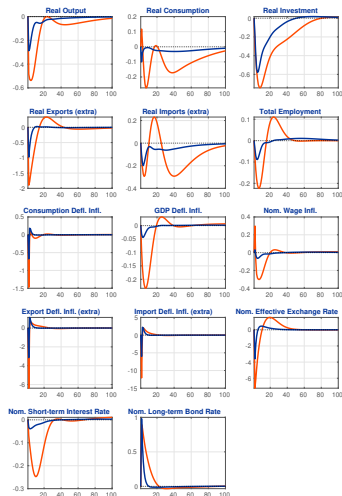 Real Output
Real Consumption
Real Investment
0
-0.2
-0.4
-0.6
20 40 60 80 100
0.2
0.1
0
-0.1
-0.2
20 40 60 80 100
0
-0.2
-0.4
-0.6
20 40 60 80 100
Real Exports (extra)
Real Imports (extra)
Total Employment
0
-0.5
-1
-1.5
-2
20 40 60 80 100
0.2
0
-0.2
-0.4
20 40 60 80 100
0.1
0
-0.1
-0.2
20 40 60 80 100
Consumption Defl. Infl.
GDP Defl. Infl.
Nom. Wage Infl.
0.5
0
-0.5
-1
-1.5
20 40 60 80 100
0
-0.05
-0.1
-0.15
-0.2
20 40 60 80 100
0.4
0.2
0
-0.2
-0.4
20 40 60 80 100
Export Defl. Infl. (extra)
Import Defl. Infl. (extra)
Nom. Effective Exchange Rate
0
-2
-4
-6
20 40 60 80 100
5
0
-5
-10
-15
20 40 60 80 100
0
-2
-4
-6
20 40 60 80 100
Nom. Short-term Interest Rate
Nom. Long-term Bond Rate
0
-0.1
-0.2
-0.3
20 40 60 80 100
1
0.5
0
20 40 60 80 100